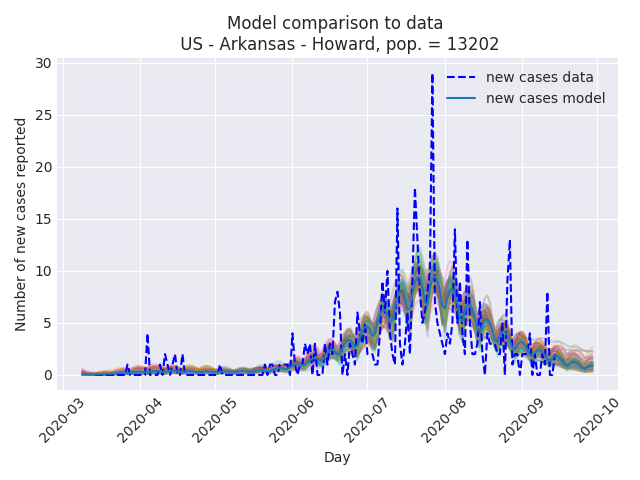 Model comparison to data
US - Arkansas - Howard, pop. = 13202
new cases data
new cases model
Number of new cases reported
30
25
20
15
10
5
0
2020-03
2020-04
2020-05
2020-06
2020-07
2020-08
2020-09
2020-10
Day